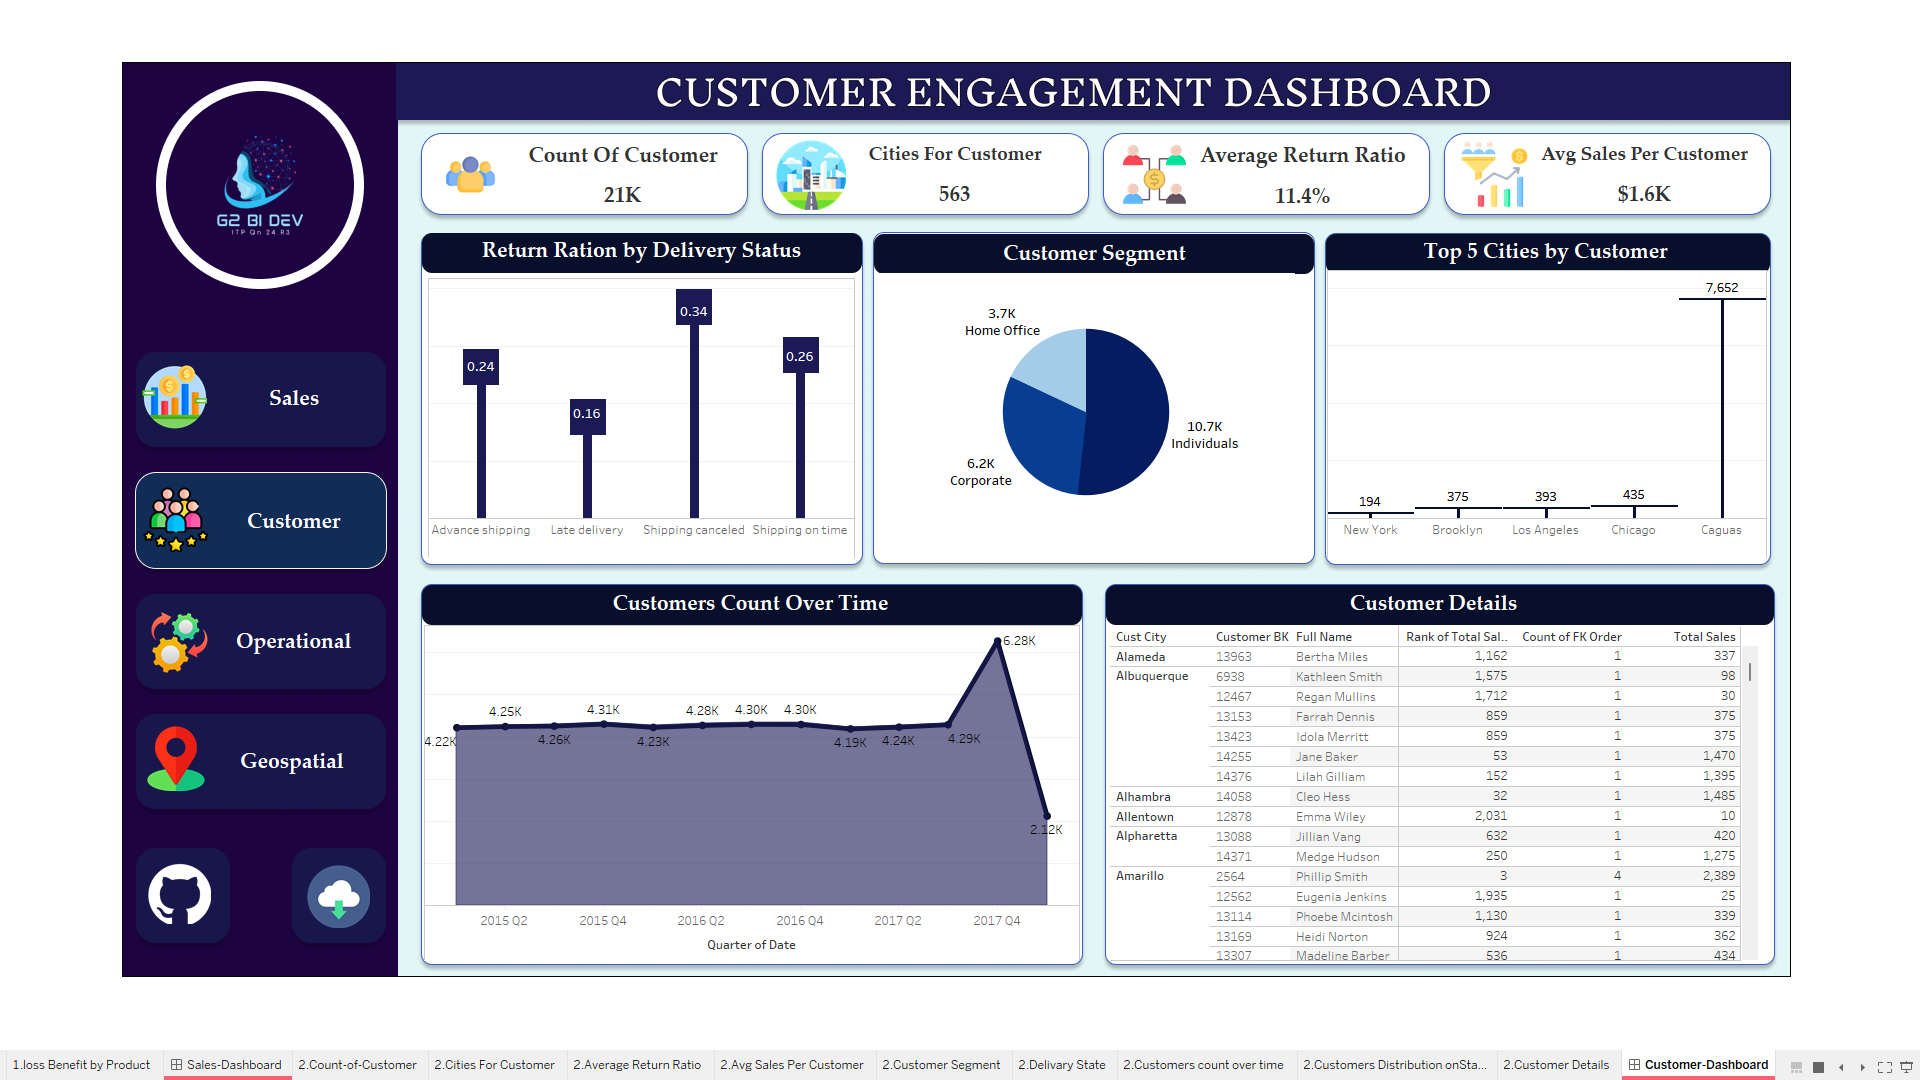 CUSTOMER ENGAGEMENT DASHBOARD
G2 BI DEV
ITP Qn 24 R3
Sales
Customer
Operational
Geospatial
Count Of Customer
21K
Cities For Customer
563
Average Return Ratio
11.4%
Avg Sales Per Customer
$1.6K
Return Ration by Delivery Status
0.24
0.16
0.34
0.26
Advance shipping Late delivery Shipping canceled Shipping on time
Customer Segment
3.7K
Home Office
10.7K
Individuals
6.2K
Corporate
Top 5 Cities by Customer
194 375 393 435 7,652
New York Brooklyn Los Angeles Chicago Caguas
Customers Count Over Time
4.22K 4.25K 4.26K 4.31K 4.23K 4.28K 4.30K 4.30K 4.19K 4.24K 4.29K 6.28K 2.12K
2015 Q2 2015 Q4 2016 Q2 2016 Q4 2017 Q2 2017 Q4
Quarter of Date
Customer Details
Cust City Customer BK Full Name Rank of Total Sal.. Count of FK Order Total Sales
Alameda 13963 Bertha Miles 1,162 1 337
Albuquerque 6938 Kathleen Smith 1,575 1 98
12467 Regan Mullins 1,712 1 30
13153 Farrah Dennis 859 1 375
13423 Idola Merritt 859 1 375
14255 Jane Baker 53 1 1,470
14376 Lilah Gilliam 152 1 1,395
Alhambra 14058 Cleo Hess 32 1 1,485
Allentown 12878 Emma Wiley 2,031 1 10
Alpharetta 13088 Jillian Vang 632 1 420
14371 Medge Hudson 250 1 1,275
Amarillo 2564 Phillip Smith 3 4 2,389
12562 Eugenia Jenkins 1,935 1 25
13114 Phoebe Mcintosh 1,130 1 339
13169 Heidi Norton 924 1 362
13307 Madeline Barber 536 1 434
1.loss Benefit by Product Sales-Dashboard 2.Count-of-Customer 2.Cities For Customer 2.Average Return Ratio 2.Avg Sales Per Customer 2.Customer Segment 2.Delivary State 2.Customers count over time 2.Customers Distribution onSta... 2.Customer Details Customer-Dashboard